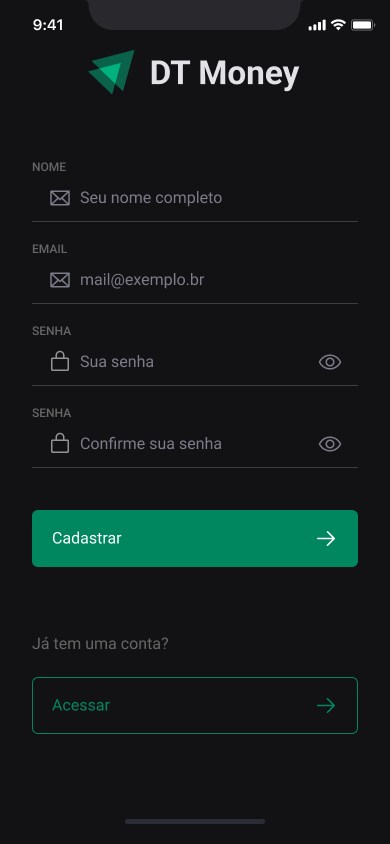 9:41
DT Money
NOME
Seu nome completo
EMAIL
mail@exemplo.br
SENHA
Sua senha
SENHA
Confirme sua senha
Cadastrar
Já tem uma conta?
Acessar